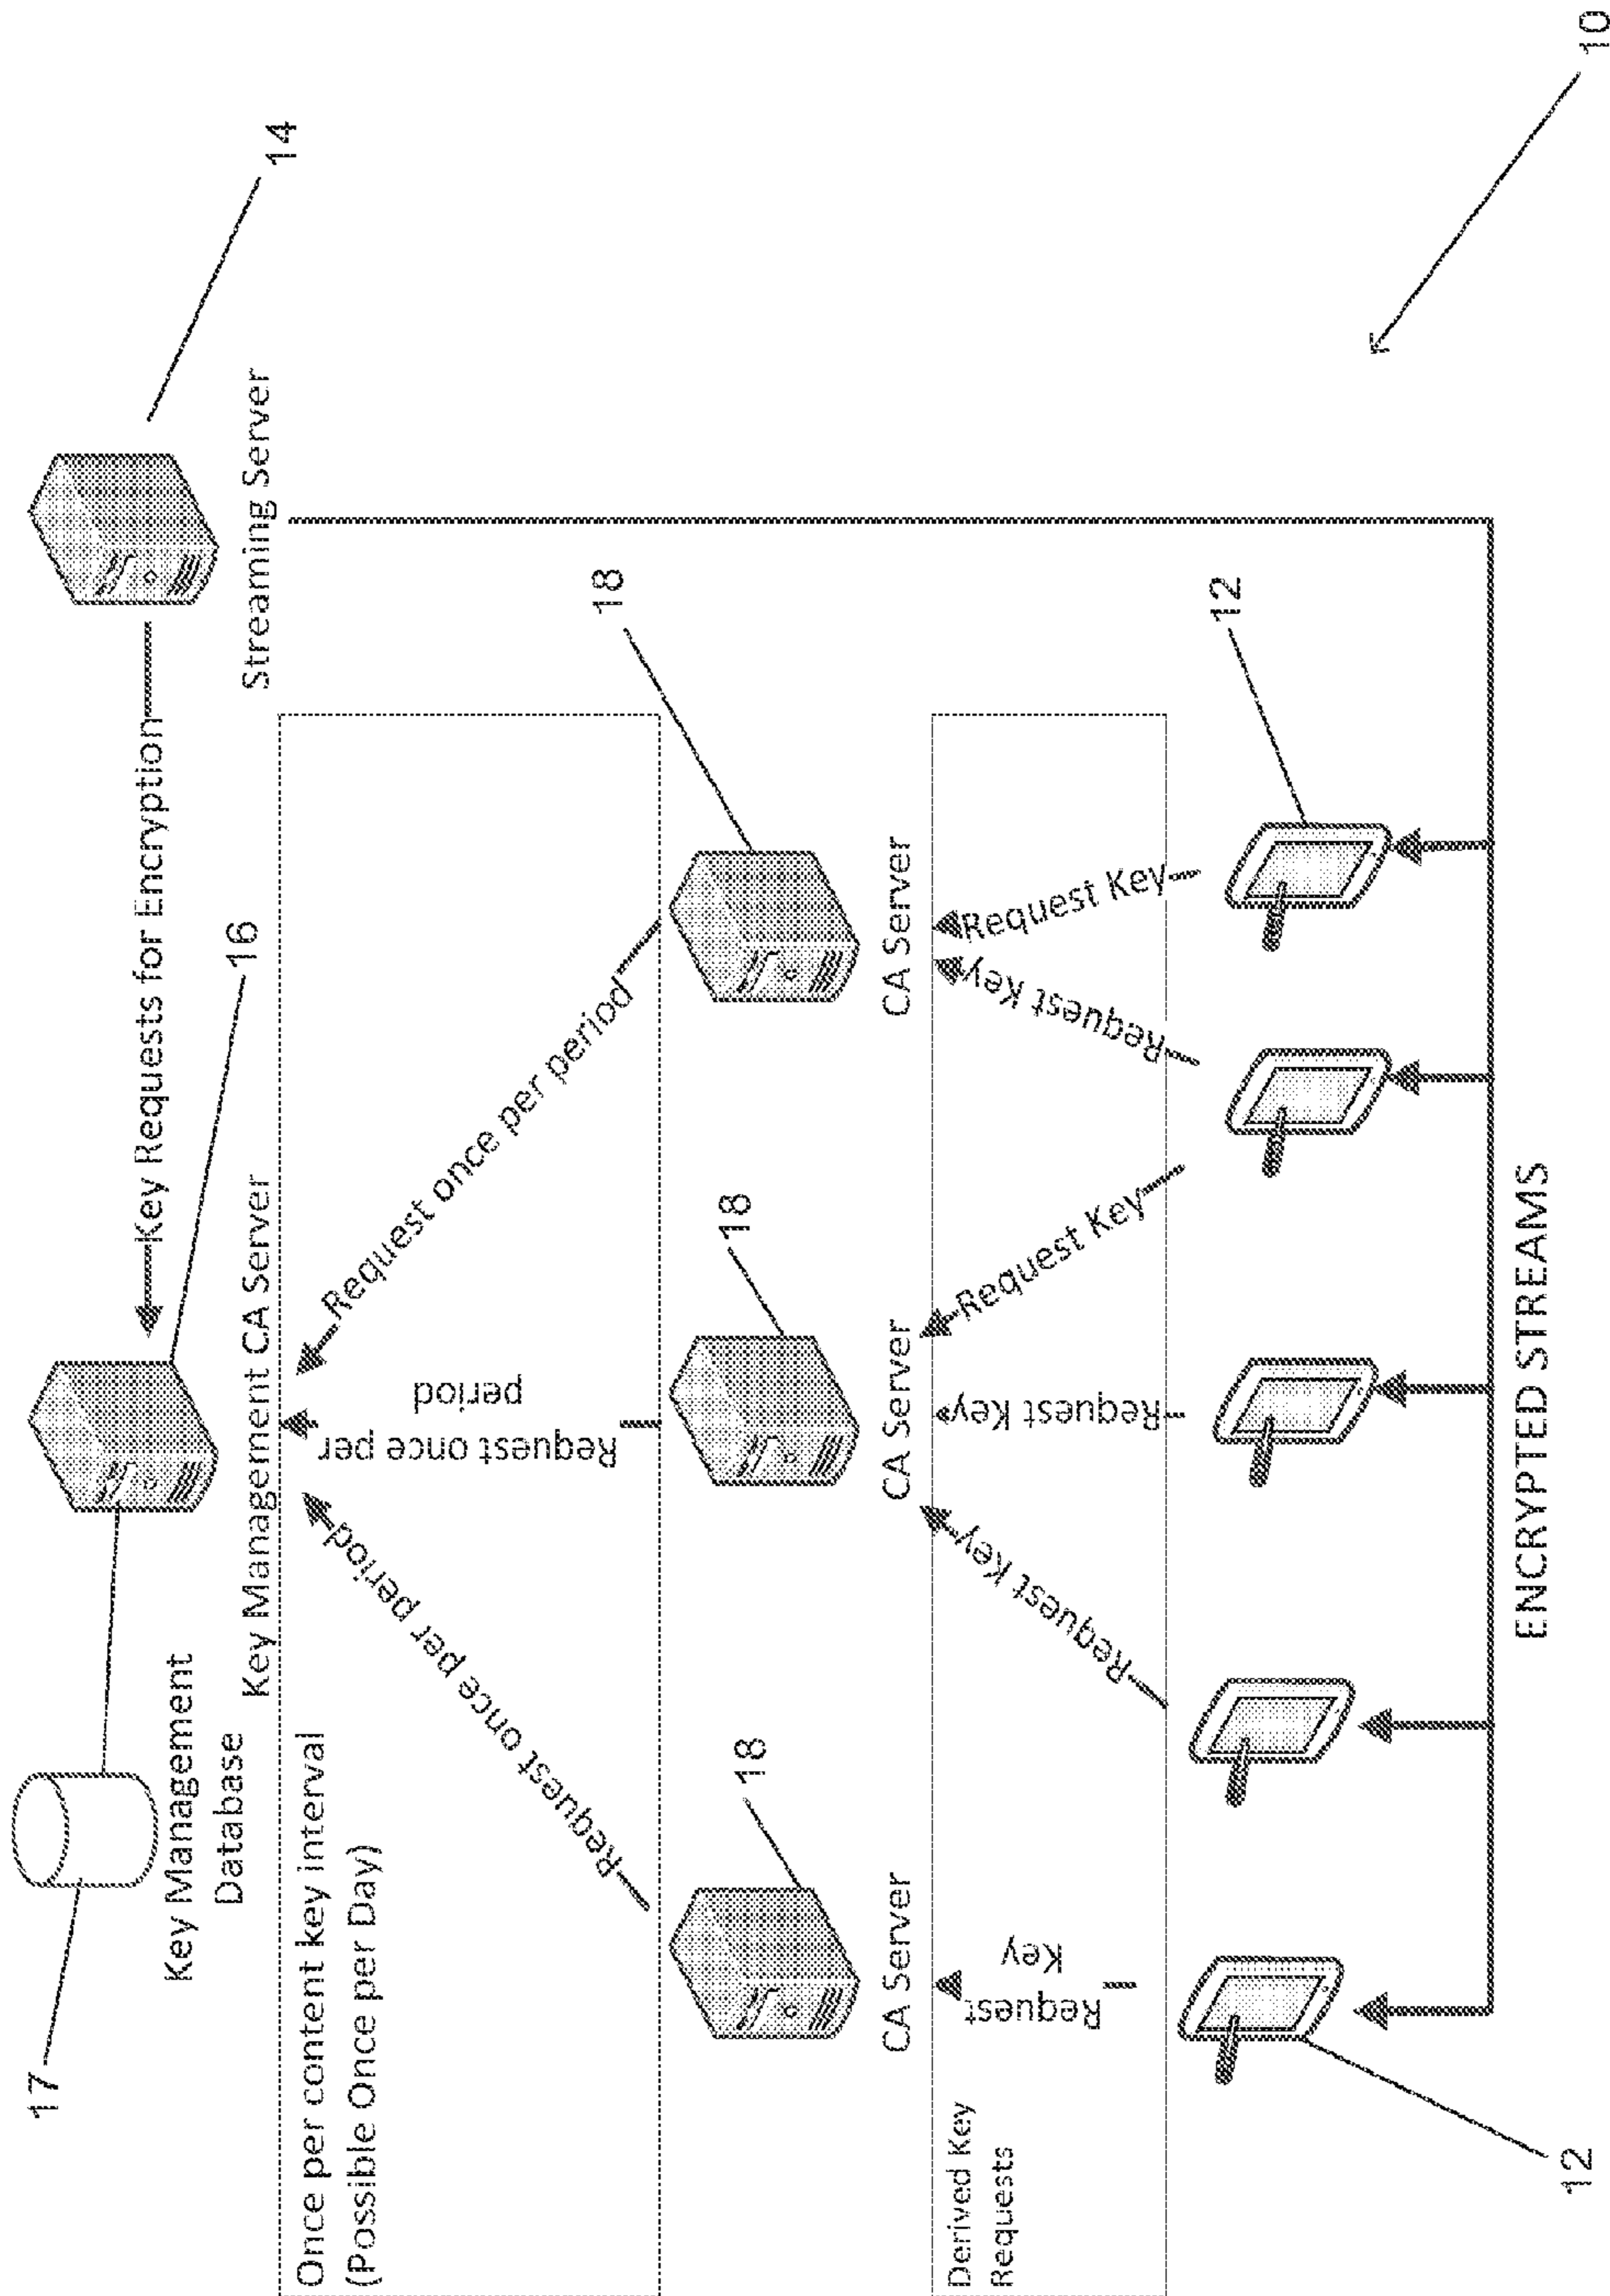 17
Key Management
Database
16
14
Key Requests for Encryption
Key Management CA Server
Streaming Server
Once per content key interval
(Possible Once per Day)
Request once per period
Request once per
period
Request once per period
18
18
18
CA Server
CA Server
CA Server
Derived Key
Requests
Request
Key
Request Key
Request Key
Request Key
Request Key
Request Key
12
12
ENCRYPTED STREAMS
10